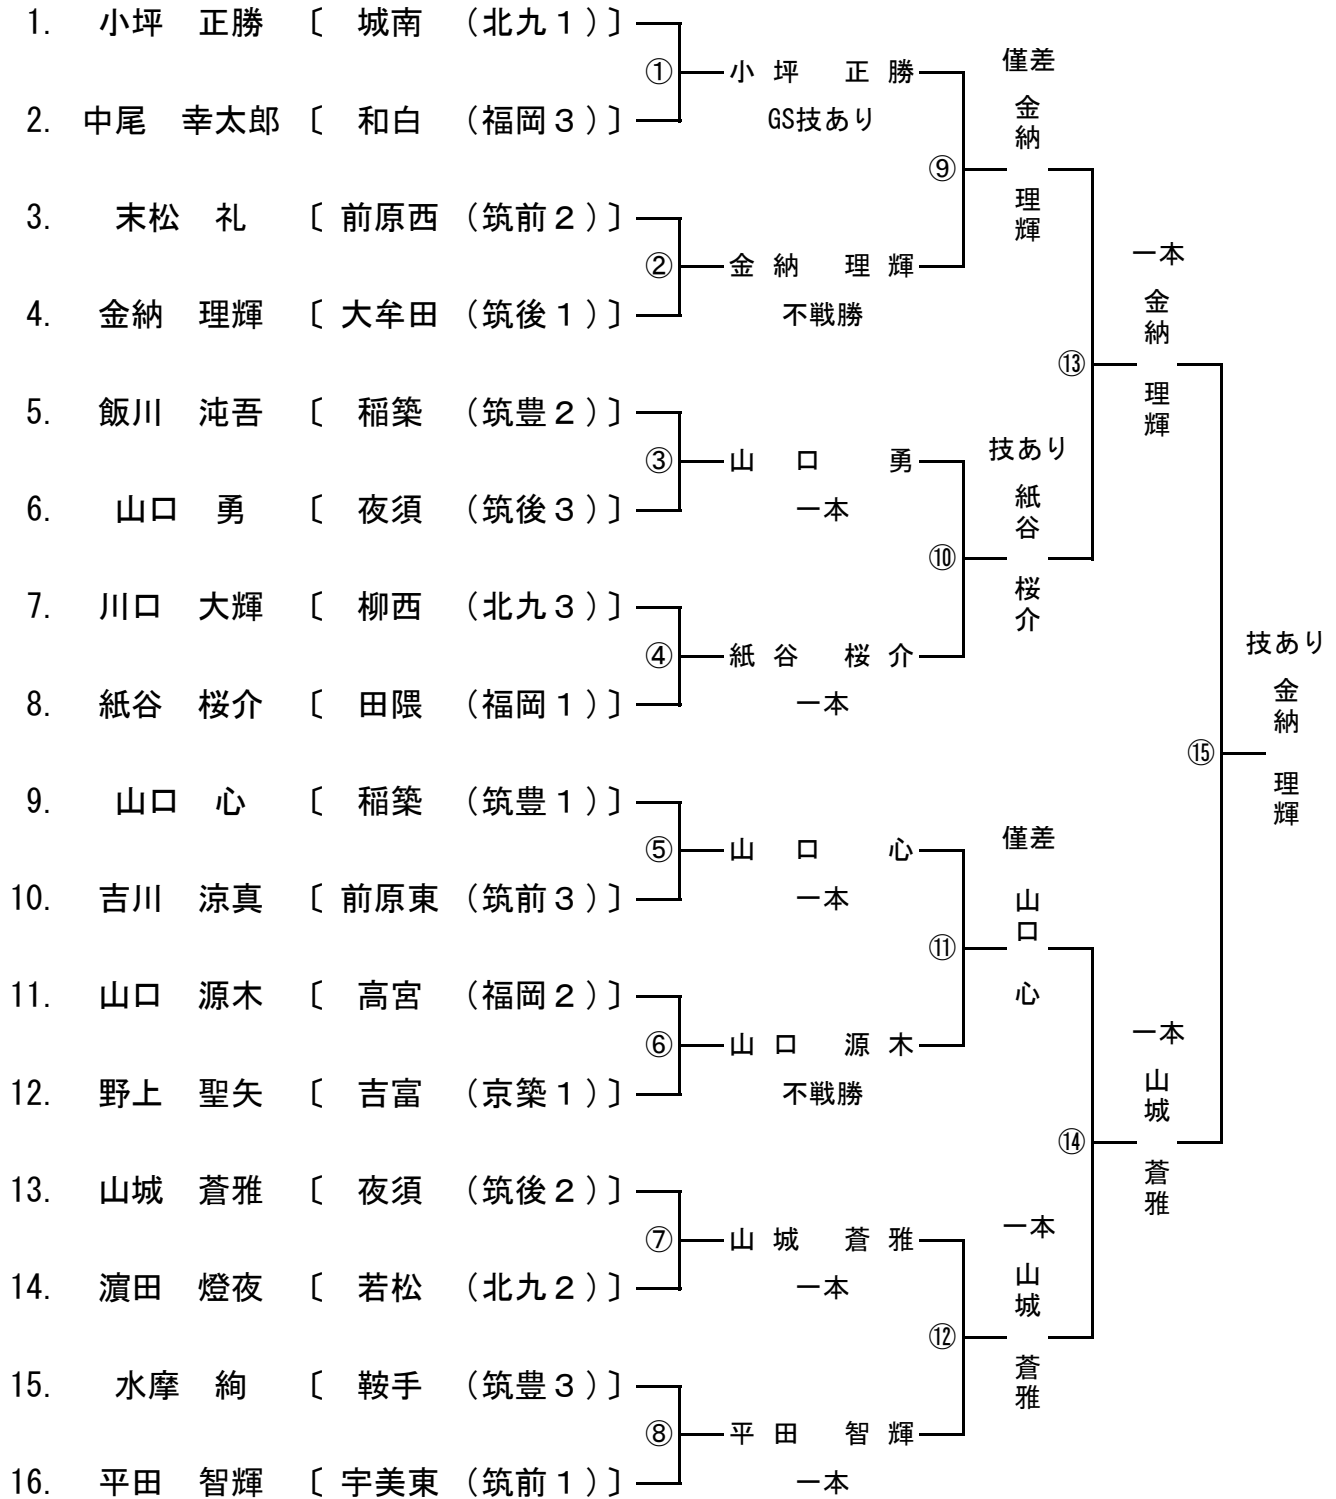 1. 小坪 正勝 〔 城南 （北九１）〕
2. 中尾 幸太郎 〔 和白 （福岡３）〕
3. 末松 礼 〔 前原西 （筑前２）〕
4. 金納 理輝 〔 大牟田 （筑後１）〕
5. 飯川 沌吾 〔 稲築 （筑豊２）〕
6. 山口 勇 〔 夜須 （筑後３）〕
7. 川口 大輝 〔 柳西 （北九３）〕
8. 紙谷 桜介 〔 田隈 （福岡１）〕
9. 山口 心 〔 稲築 （筑豊１）〕
10. 吉川 涼真 〔 前原東 （筑前３）〕
11. 山口 源木 〔 高宮 （福岡２）〕
12. 野上 聖矢 〔 吉富 （京築１）〕
13. 山城 蒼雅 〔 夜須 （筑後２）〕
14. 濵田 燈夜 〔 若松 （北九２）〕
15. 水摩 絢 〔 鞍手 （筑豊３）〕
16. 平田 智輝 〔 宇美東 （筑前１）〕
① 小坪 正勝
GS技あり
② 金納 理輝
不戦勝
③ 山口 勇
一本
④ 紙谷 桜介
一本
⑤ 山口 心
一本
⑥ 山口 源木
不戦勝
⑦ 山城 蒼雅
一本
⑧ 平田 智輝
一本
僅差
⑨ 金納 理輝
技あり
⑩ 紙谷 桜介
僅差
⑪ 山口 心
一本
⑫ 山城 蒼雅
一本
⑬ 金納 理輝
一本
⑭ 山城 蒼雅
技あり
⑮ 金納 理輝